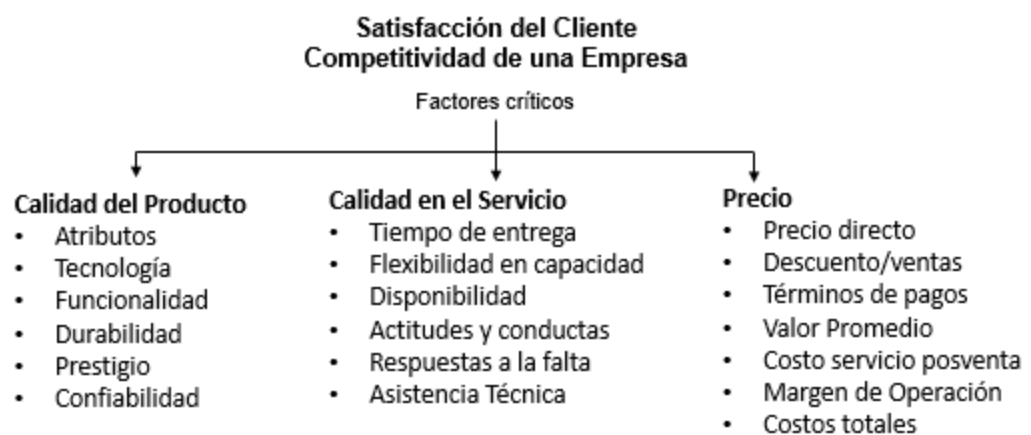 Satisfacción del Cliente
Competitividad de una Empresa
Factores críticos
Calidad del Producto
• Atributos
• Tecnología
• Funcionalidad
• Durabilidad
• Prestigio
• Confiabilidad
Calidad en el Servicio
• Tiempo de entrega
• Flexibilidad en capacidad
• Disponibilidad
• Actitudes y conductas
• Respuestas a la falta
• Asistencia Técnica
Precio
• Precio directo
• Descuento/ventas
• Términos de pagos
• Valor Promedio
• Costo servicio posventa
• Margen de Operación
• Costos totales